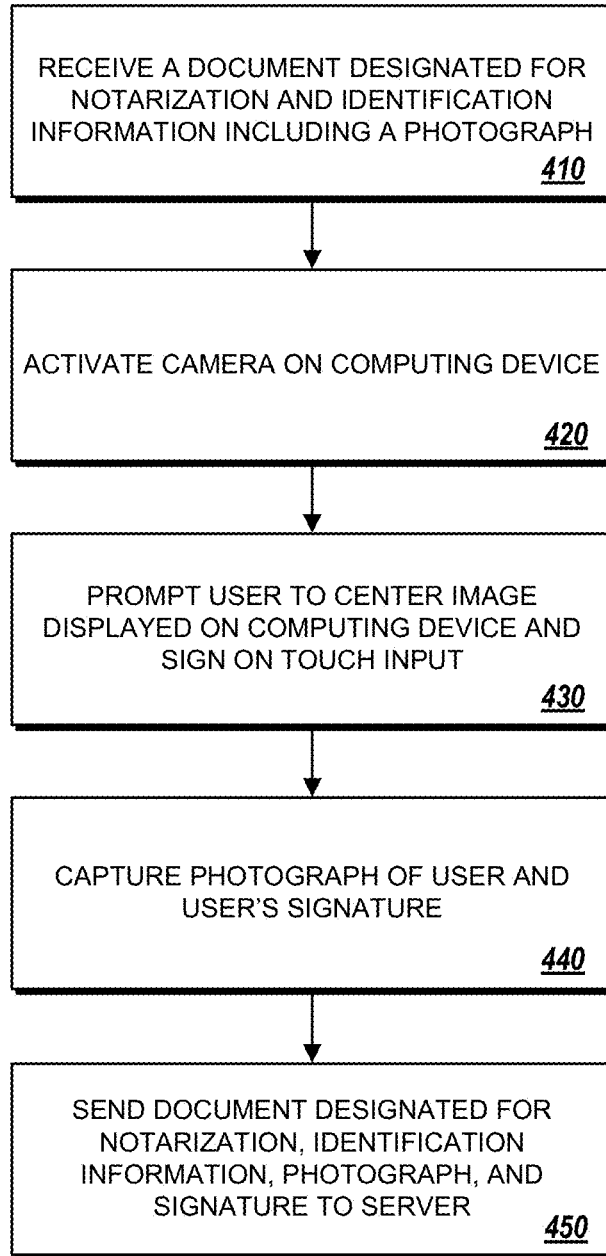 RECEIVE A DOCUMENT DESIGNATED FOR
NOTARIZATION AND IDENTIFICATION
INFORMATION INCLUDING A PHOTOGRAPH
410
ACTIVATE CAMERA ON COMPUTING DEVICE
420
PROMPT USER TO CENTER IMAGE
DISPLAYED ON COMPUTING DEVICE AND
SIGN ON TOUCH INPUT
430
CAPTURE PHOTOGRAPH OF USER AND
USER'S SIGNATURE
440
SEND DOCUMENT DESIGNATED FOR
NOTARIZATION, IDENTIFICATION
INFORMATION, PHOTOGRAPH, AND
SIGNATURE TO SERVER
450